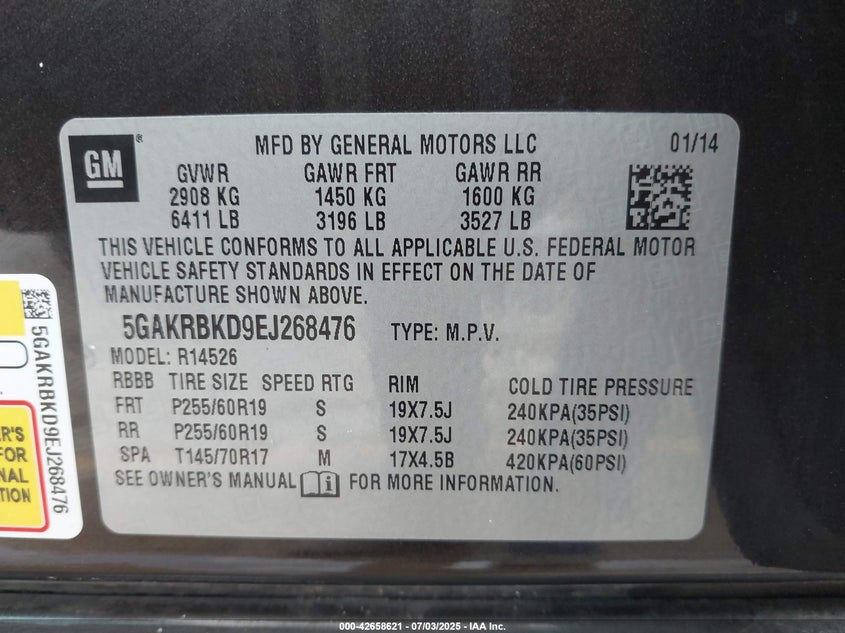 GM
®
MFD BY GENERAL MOTORS LLC 01/14
GVWR GAWR FRT GAWR RR
2908 KG 1450 KG 1600 KG
6411 LB 3196 LB 3527 LB
THIS VEHICLE CONFORMS TO ALL APPLICABLE U.S. FEDERAL MOTOR
VEHICLE SAFETY STANDARDS IN EFFECT ON THE DATE OF
MANUFACTURE SHOWN ABOVE.
5GAKRBKD9EJ268476 TYPE: M.P.V.
MODEL: R14526
RBBB TIRE SIZE SPEED RTG RIM COLD TIRE PRESSURE
FRT P255/60R19 S 19X7.5J 240KPA(35PSI)
RR P255/60R19 S 19X7.5J 240KPA(35PSI)
SPA T145/70R17 M 17X4.5B 420KPA(60PSI)
SEE OWNER'S MANUAL i FOR MORE INFORMATION.
5GAKRBKD9EJ268476
ER'S
FOR
NAL
TION
000-42658621 - 07/03/2025 - IAA Inc.